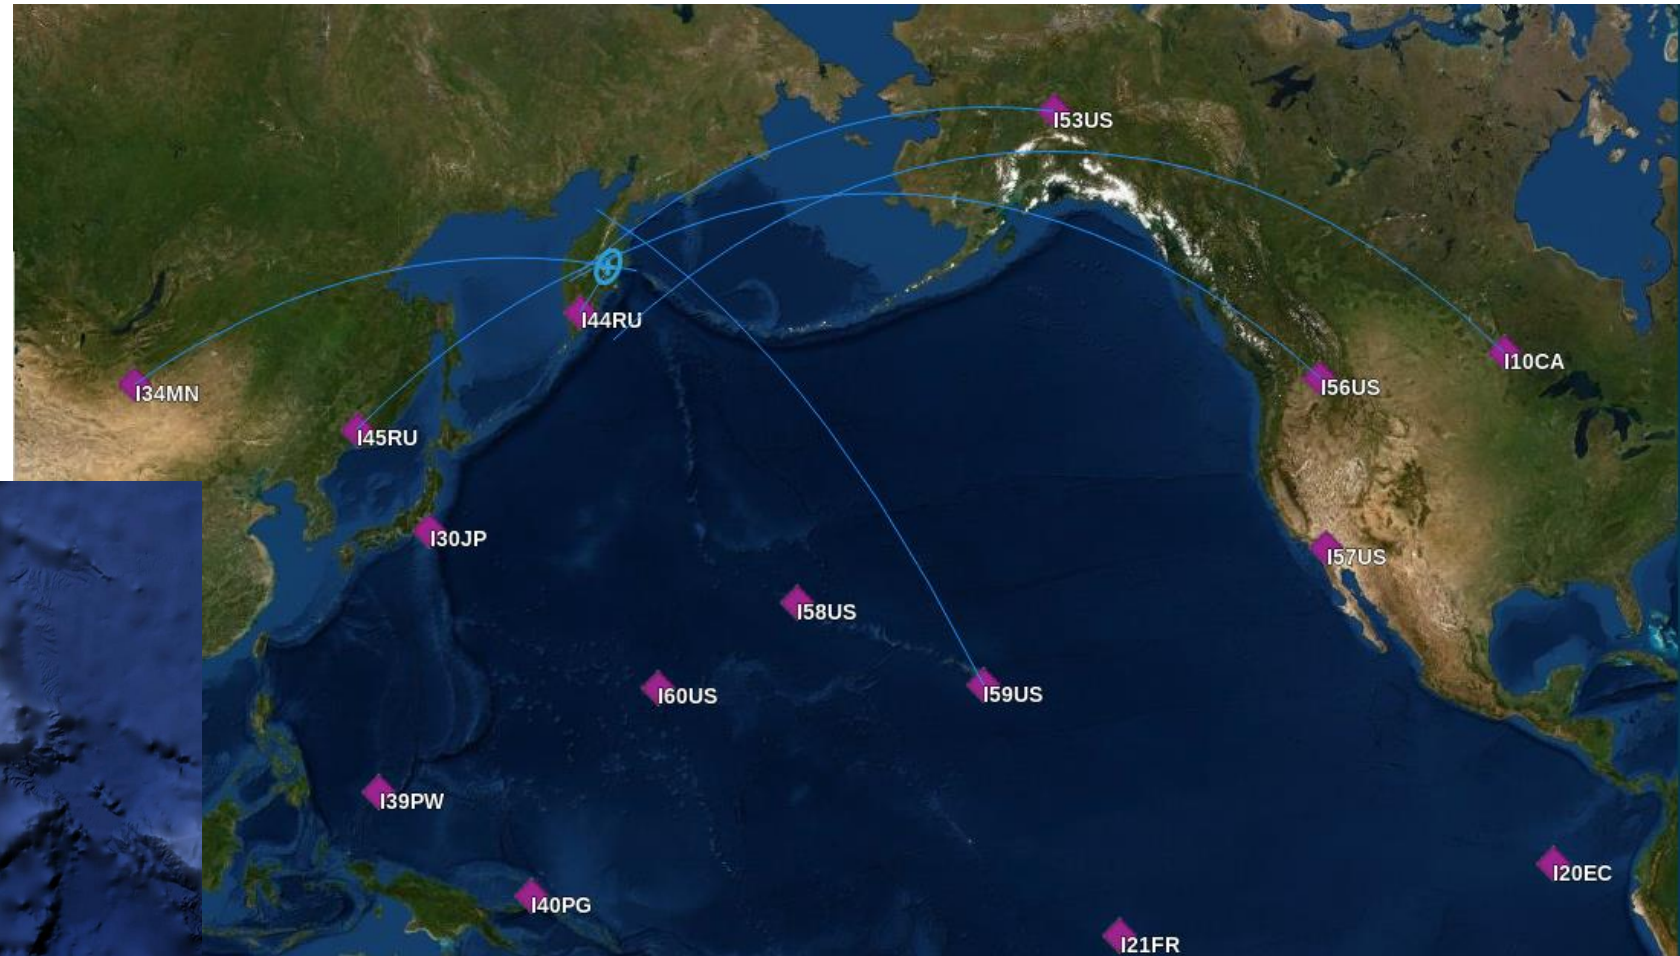 I53US
I44RU
I10CA
I56US
I34MN
I45RU
I30JP
I57US
I58US
I60US
I59US
I39PW
I20EC
I40PG
I21FR